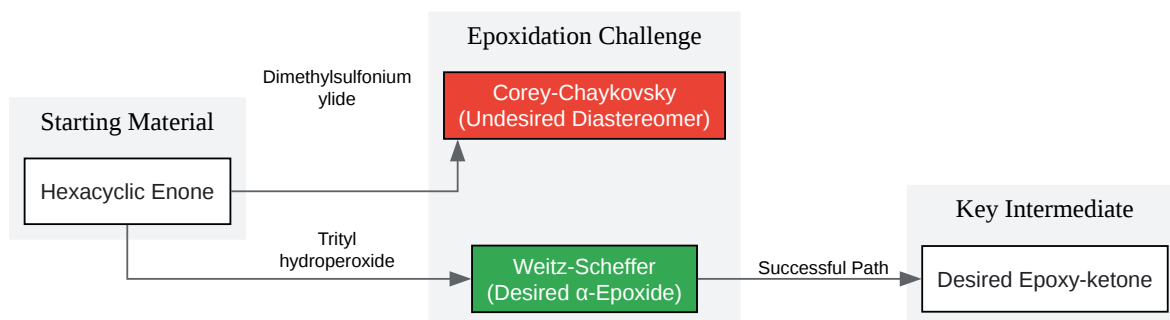 Epoxidation Challenge
Dimethylsulfonium
ylide
Corey-Chaykovsky
(Undesired Diastereomer)
Starting Material
Hexacyclic Enone
Trityl
hydroperoxide
Weitz-Scheffer
(Desired α-Epoxide)
Successful Path
Key Intermediate
Desired Epoxy-ketone